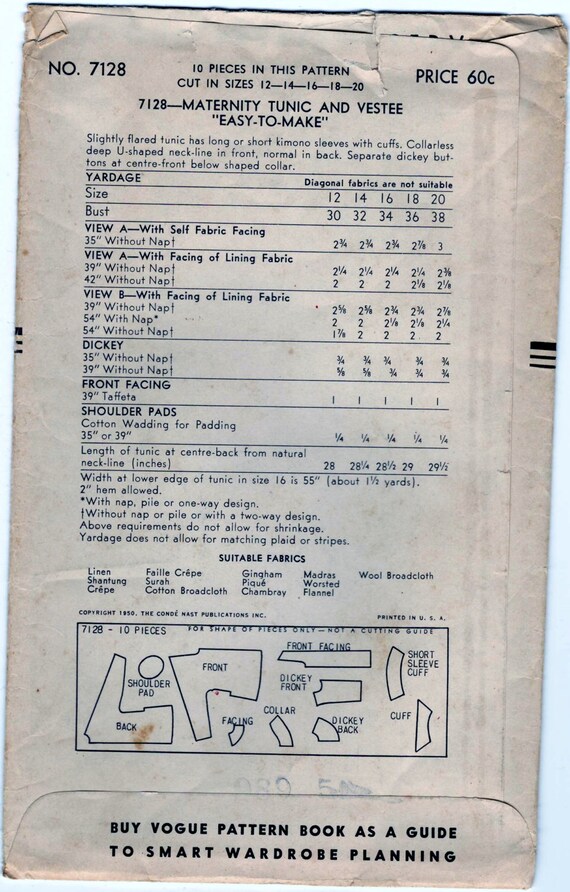 NO. 7128
10 PIECES IN THIS PATTERN
CUT IN SIZES 12—14—16—18—20
PRICE 60c
7128—MATERNITY TUNIC AND VESTEE
"EASY-TO-MAKE"
Slightly flared tunic has long or short kimono sleeves with cuffs. Collarless
deep U-shaped neck-line in front, normal in back. Separate dickey but-
tons at centre-front below shaped collar.
YARDAGE Diagonal fabrics are not suitable
Size 12 14 16 18 20
Bust 30 32 34 36 38
VIEW A—With Self Fabric Facing
35" Without Nap† 2¾ 2¾ 2¾ 2⅞ 3
VIEW A—With Facing of Lining Fabric
39" Without Nap† 2¼ 2¼ 2¼ 2¼ 2⅜
42" Without Nap† 2 2 2 2⅛ 2⅛
VIEW B—With Facing of Lining Fabric
39" Without Nap† 2⅝ 2⅝ 2¾ 2¾ 2⅞
54" With Nap* 2 2 2⅛ 2⅛ 2¼
54" Without Nap† 1⅞ 2 2 2 2
DICKEY
35" Without Nap† ¾ ¾ ¾ ¾ ¾
39" Without Nap† ⅝ ⅝ ¾ ¾ ¾
FRONT FACING
39" Taffeta 1 1 1 1 1
SHOULDER PADS
Cotton Wadding for Padding
35" or 39" ¼ ¼ ¼ ¼ ¼
Length of tunic at centre-back from natural
neck-line (inches) 28 28¼ 28½ 29 29½
Width at lower edge of tunic in size 16 is 55" (about 1½ yards).
2" hem allowed.
*With nap, pile or one-way design.
†Without nap or pile or with a two-way design.
Above requirements do not allow for shrinkage.
Yardage does not allow for matching plaid or stripes.
SUITABLE FABRICS
Linen Faille Crêpe Gingham Madras Wool Broadcloth
Shantung Surah Piqué Worsted
Crêpe Cotton Broadcloth Chambray Flannel
COPYRIGHT 1950, THE CONDÉ NAST PUBLICATIONS INC. PRINTED IN U. S. A.
7128 - 10 PIECES FOR SHAPE OF PIECES ONLY—NOT A CUTTING GUIDE
SHOULDER
PAD
BACK
FRONT
FRONT FACING
DICKEY
FRONT
SHORT
SLEEVE
CUFF
FACING
COLLAR
DICKEY
BACK
CUFF
BUY VOGUE PATTERN BOOK AS A GUIDE
TO SMART WARDROBE PLANNING